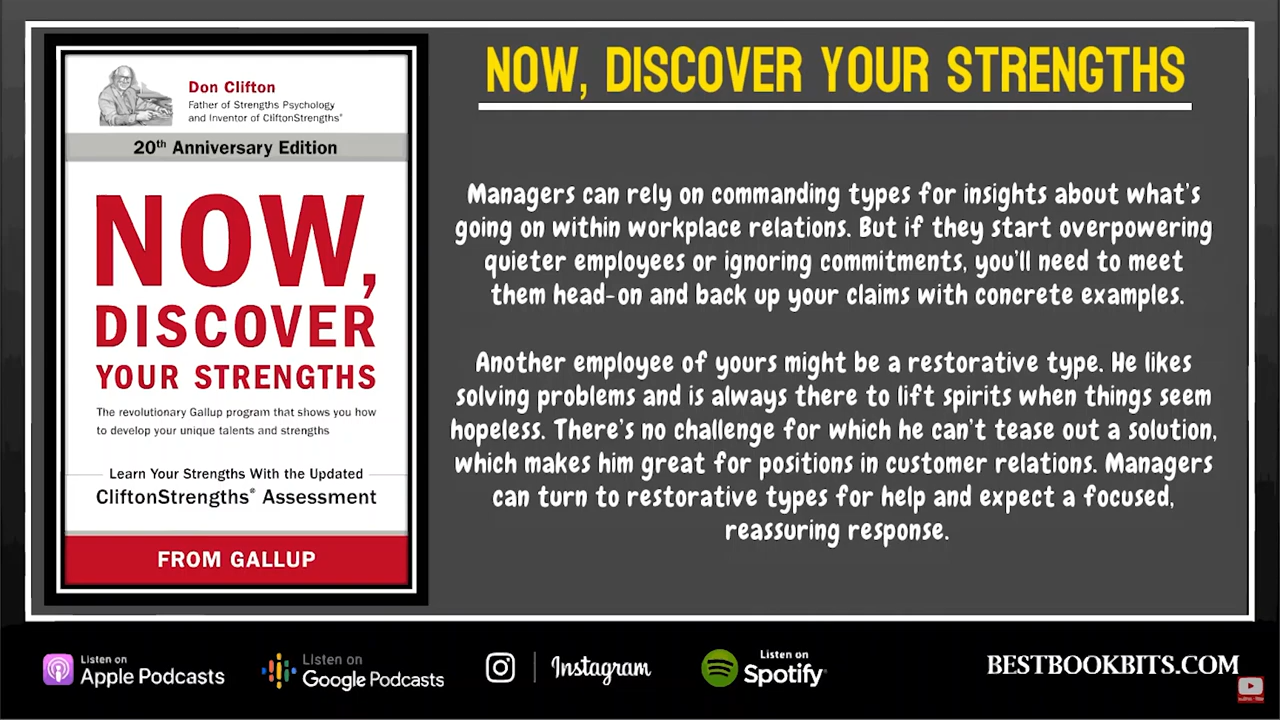 Don Clifton
Father of Strengths Psychology
and Inventor of CliftonStrengths®
20th Anniversary Edition
NOW,
DISCOVER
YOUR STRENGTHS
The revolutionary Gallup program that shows you how
to develop your unique talents and strengths
Learn Your Strengths With the Updated
CliftonStrengths® Assessment
FROM GALLUP
NOW, DISCOVER YOUR STRENGTHS
Managers can rely on commanding types for insights about what's
going on within workplace relations. But if they start overpowering
quieter employees or ignoring commitments, you'll need to meet
them head-on and back up your claims with concrete examples.
Another employee of yours might be a restorative type. He likes
solving problems and is always there to lift spirits when things seem
hopeless. There's no challenge for which he can't tease out a solution,
which makes him great for positions in customer relations. Managers
can turn to restorative types for help and expect a focused,
reassuring response.
Listen on
Apple Podcasts
Listen on
Google Podcasts
Instagram
Listen on
Spotify
BESTBOOKBITS.COM